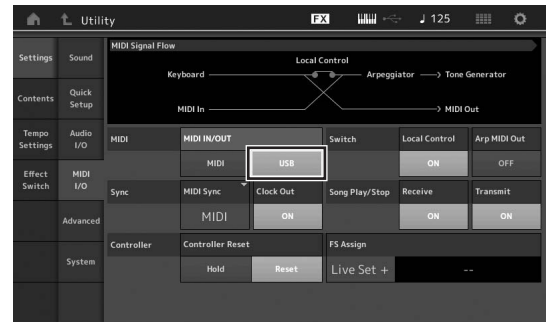 Utility
FX
♩ 125
MIDI Signal Flow
Local Control
Keyboard
Arpeggiator
Tone Generator
MIDI In
MIDI Out
Settings
Contents
Tempo
Settings
Effect
Switch
Sound
Quick
Setup
Audio
I/O
MIDI
I/O
Advanced
System
MIDI
MIDI IN/OUT
MIDI
USB
Switch
Local Control
ON
Arp MIDI Out
OFF
Sync
MIDI Sync
MIDI
Clock Out
ON
Song Play/Stop
Receive
ON
Transmit
ON
Controller
Controller Reset
Hold
Reset
FS Assign
Live Set +
--